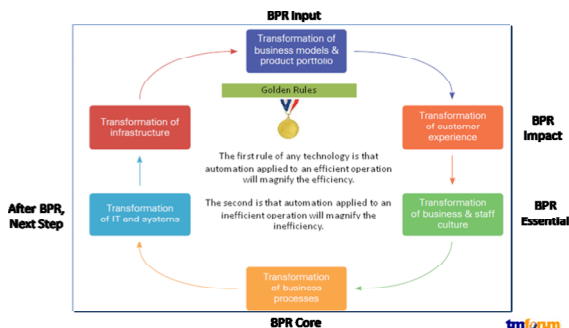 BPR Input
Transformation of
business models &
product portfolio
Golden Rules
Transformation of
infrastructure
Transformation
of customer
experience
BPR
Impact
The first rule of any technology is that
automation applied to an efficient operation
will magnify the efficiency.
The second is that automation applied to an
inefficient operation will magnify the
inefficiency.
After BPR,
Next Step
Transformation
of IT and systems
Transformation
of business & staff
culture
BPR
Essential
Transformation
of business
processes
BPR Core
tmforum